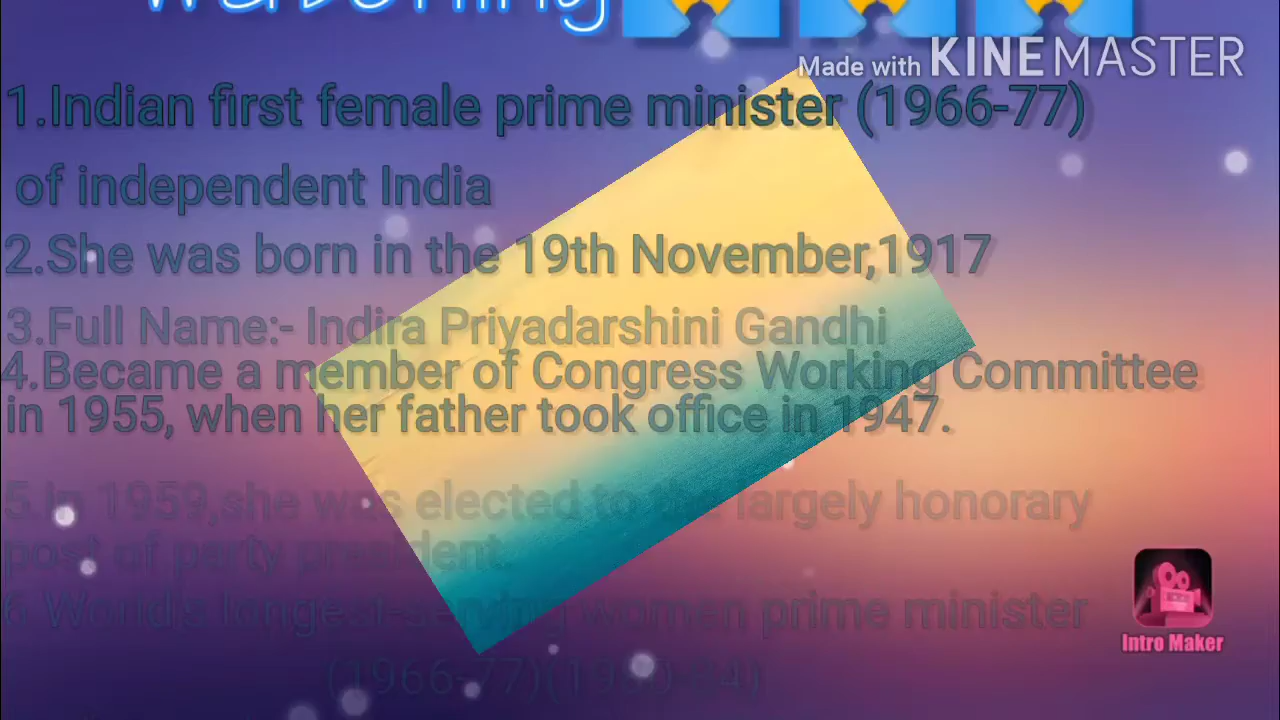 Made with KINEMASTER
1.Indian first female prime minister (1966-77)
of independent India
2.She was born in the 19th November,1917
3.Full Name:- Indira Priyadarshini Gandhi
4.Became a member of Congress Working Committee
in 1955, when her father took office in 1947.
5.In 1959,she was elected to the largely honorary
post of party president.
6.World's longest-serving women prime minister
(1966-77)(1980-84)
Intro Maker